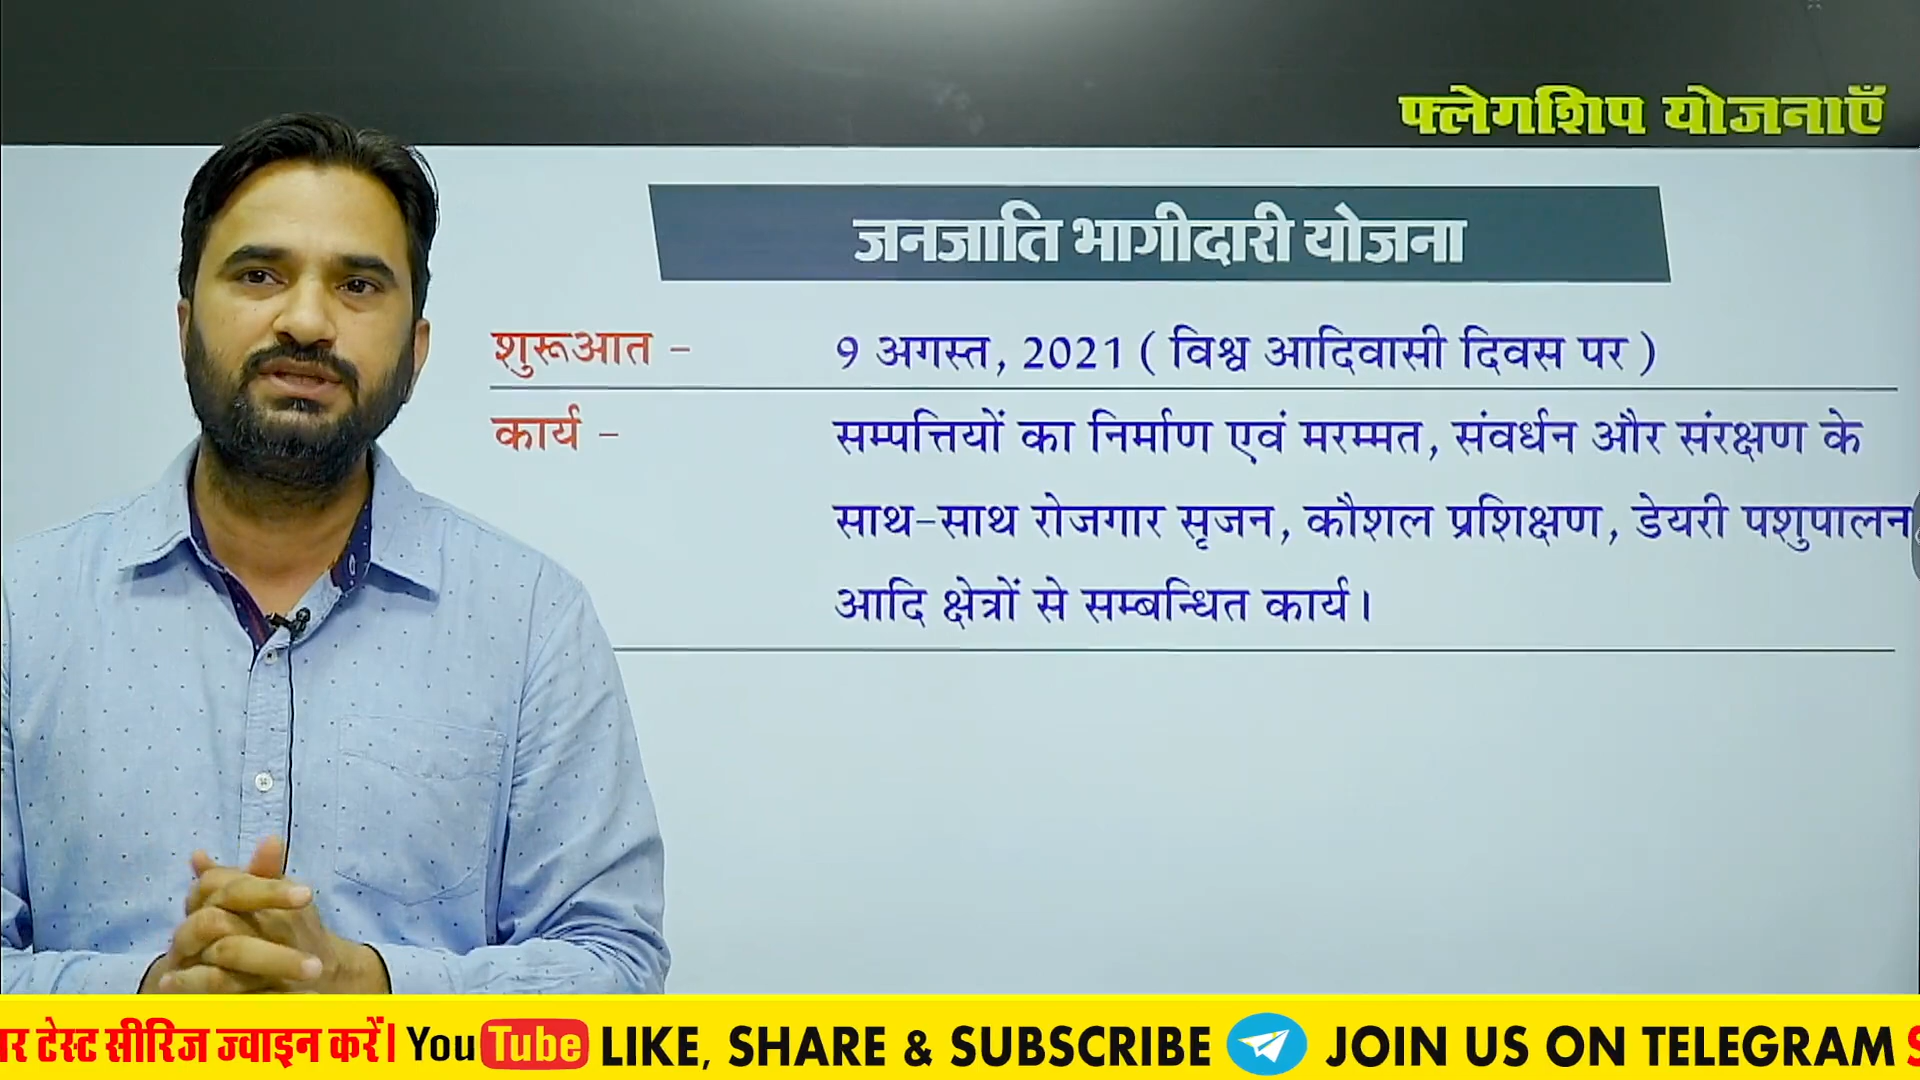 फ्लेगशिप योजनाएँ
जनजाति भागीदारी योजना
शुरूआत - 9 अगस्त, 2021 ( विश्व आदिवासी दिवस पर )
कार्य - सम्पत्तियों का निर्माण एवं मरम्मत, संवर्धन और संरक्षण के
साथ-साथ रोजगार सृजन, कौशल प्रशिक्षण, डेयरी पशुपालन
आदि क्षेत्रों से सम्बन्धित कार्य।
टेस्ट सीरिज ज्वाइन करें। YouTube LIKE, SHARE & SUBSCRIBE JOIN US ON TELEGRAM